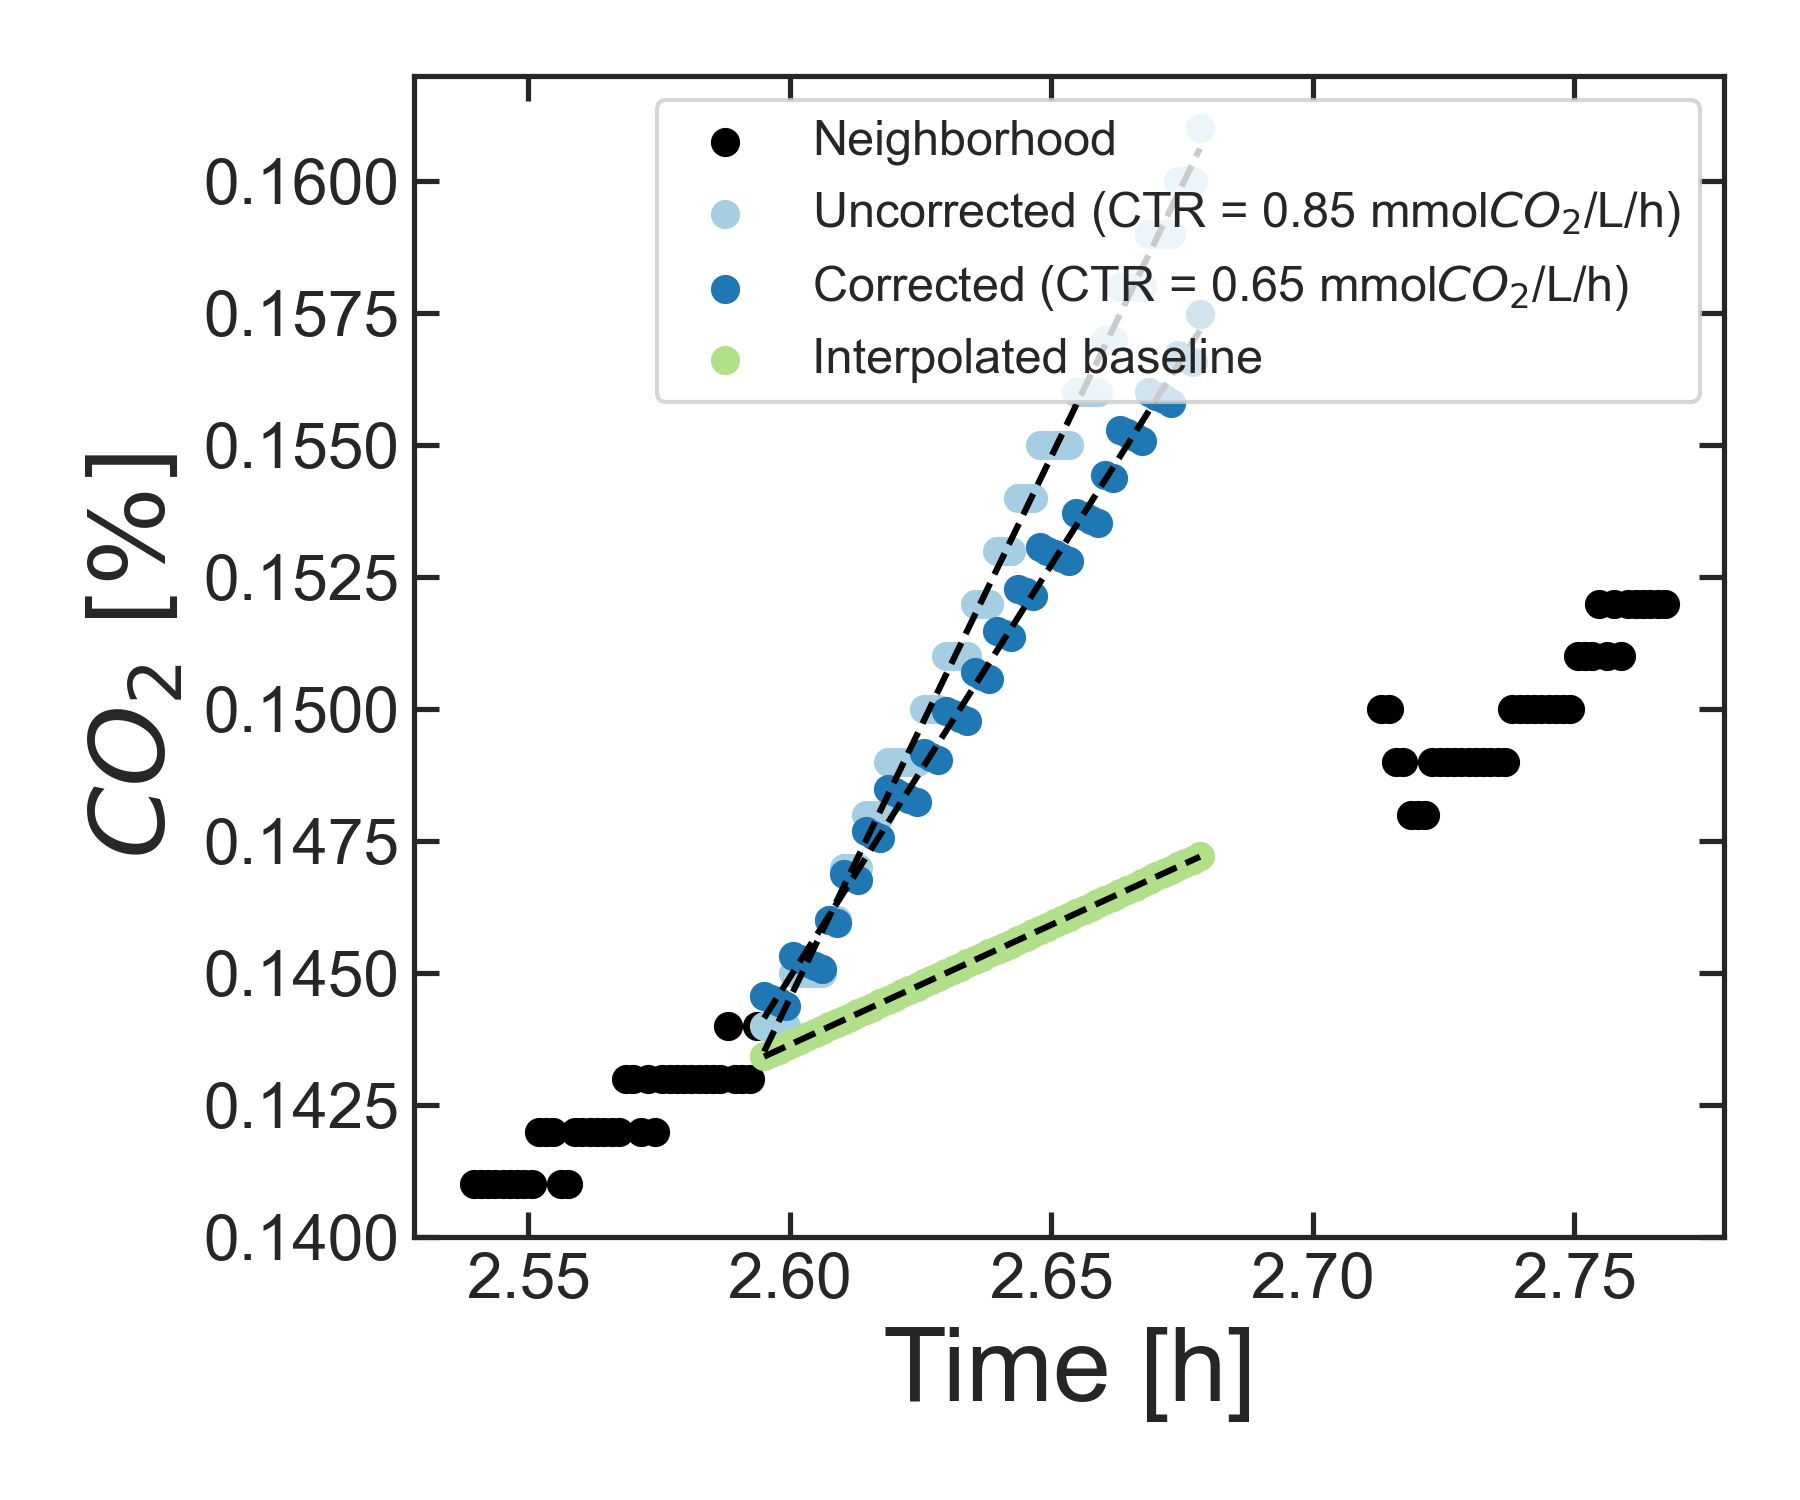 Neighborhood
Uncorrected (CTR = 0.85 mmolCO₂/L/h)
Corrected (CTR = 0.65 mmolCO₂/L/h)
Interpolated baseline
CO₂ [%]
0.1600
0.1575
0.1550
0.1525
0.1500
0.1475
0.1450
0.1425
0.1400
2.55 2.60 2.65 2.70 2.75
Time [h]